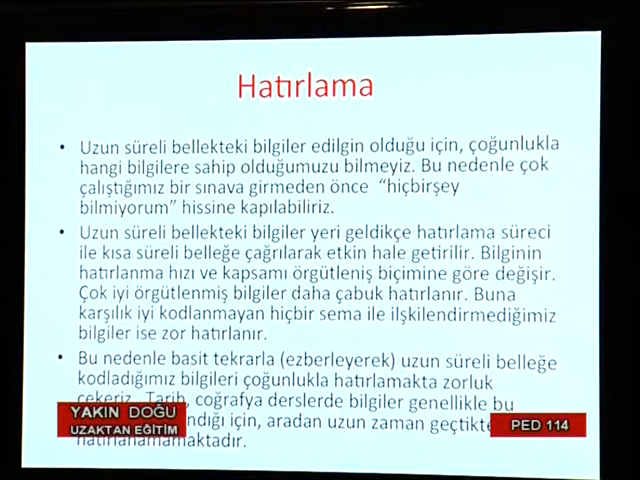 Hatırlama
• Uzun süreli bellekteki bilgiler edilgin olduğu için, çoğunlukla
hangi bilgilere sahip olduğumuzu bilmeyiz. Bu nedenle çok
çalıştığımız bir sınava girmeden önce "hiçbirşey
bilmiyorum" hissine kapılabiliriz.
• Uzun süreli bellekteki bilgiler yeri geldikçe hatırlama süreci
ile kısa süreli belleğe çağrılarak etkin hale getirilir. Bilginin
hatırlanma hızı ve kapsamı örgütleniş biçimine göre değişir.
Çok iyi örgütlenmiş bilgiler daha çabuk hatırlanır. Buna
karşılık iyi kodlanmayan hiçbir sema ile ilşkilendirmediğimiz
bilgiler ise zor hatırlanır.
• Bu nedenle basit tekrarla (ezberleyerek) uzun süreli belleğe
kodladığımız bilgileri çoğunlukla hatırlamakta zorluk
çekeriz. Tarih, coğrafya derslerde bilgiler genellikle bu
için, aradan uzun zaman
hatırlanamamaktadır.
YAKIN DOĞU
UZAKTAN EĞİTİM
PED 114